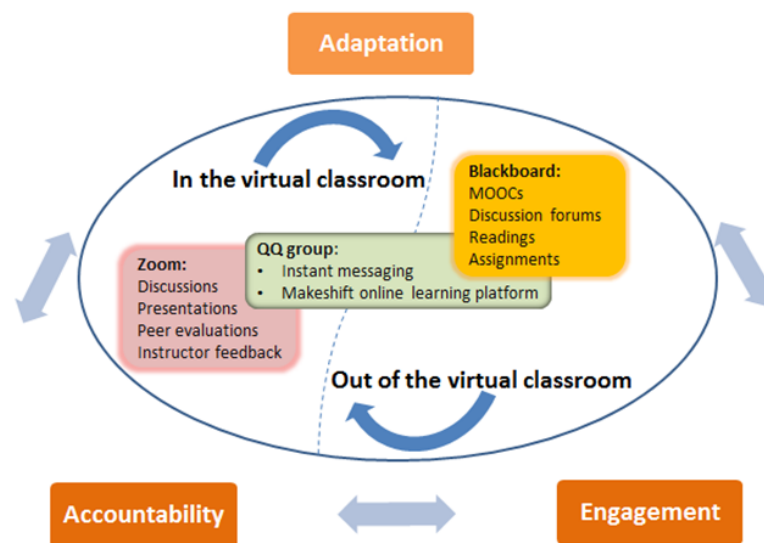 Adaptation
In the virtual classroom
Blackboard:
MOOCs
Discussion forums
Readings
Assignments
QQ group:
• Instant messaging
• Makeshift online learning platform
Zoom:
Discussions
Presentations
Peer evaluations
Instructor feedback
Out of the virtual classroom
Accountability
Engagement